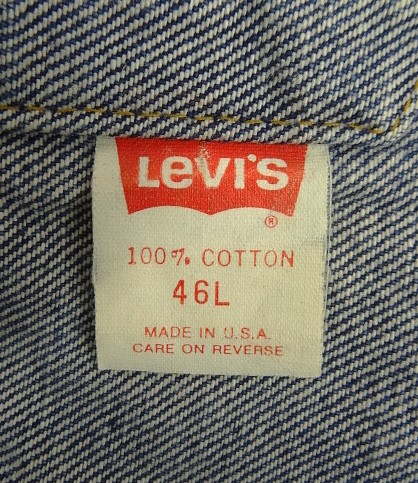 Levi's
®
100% COTTON
46L
MADE IN U.S.A.
CARE ON REVERSE